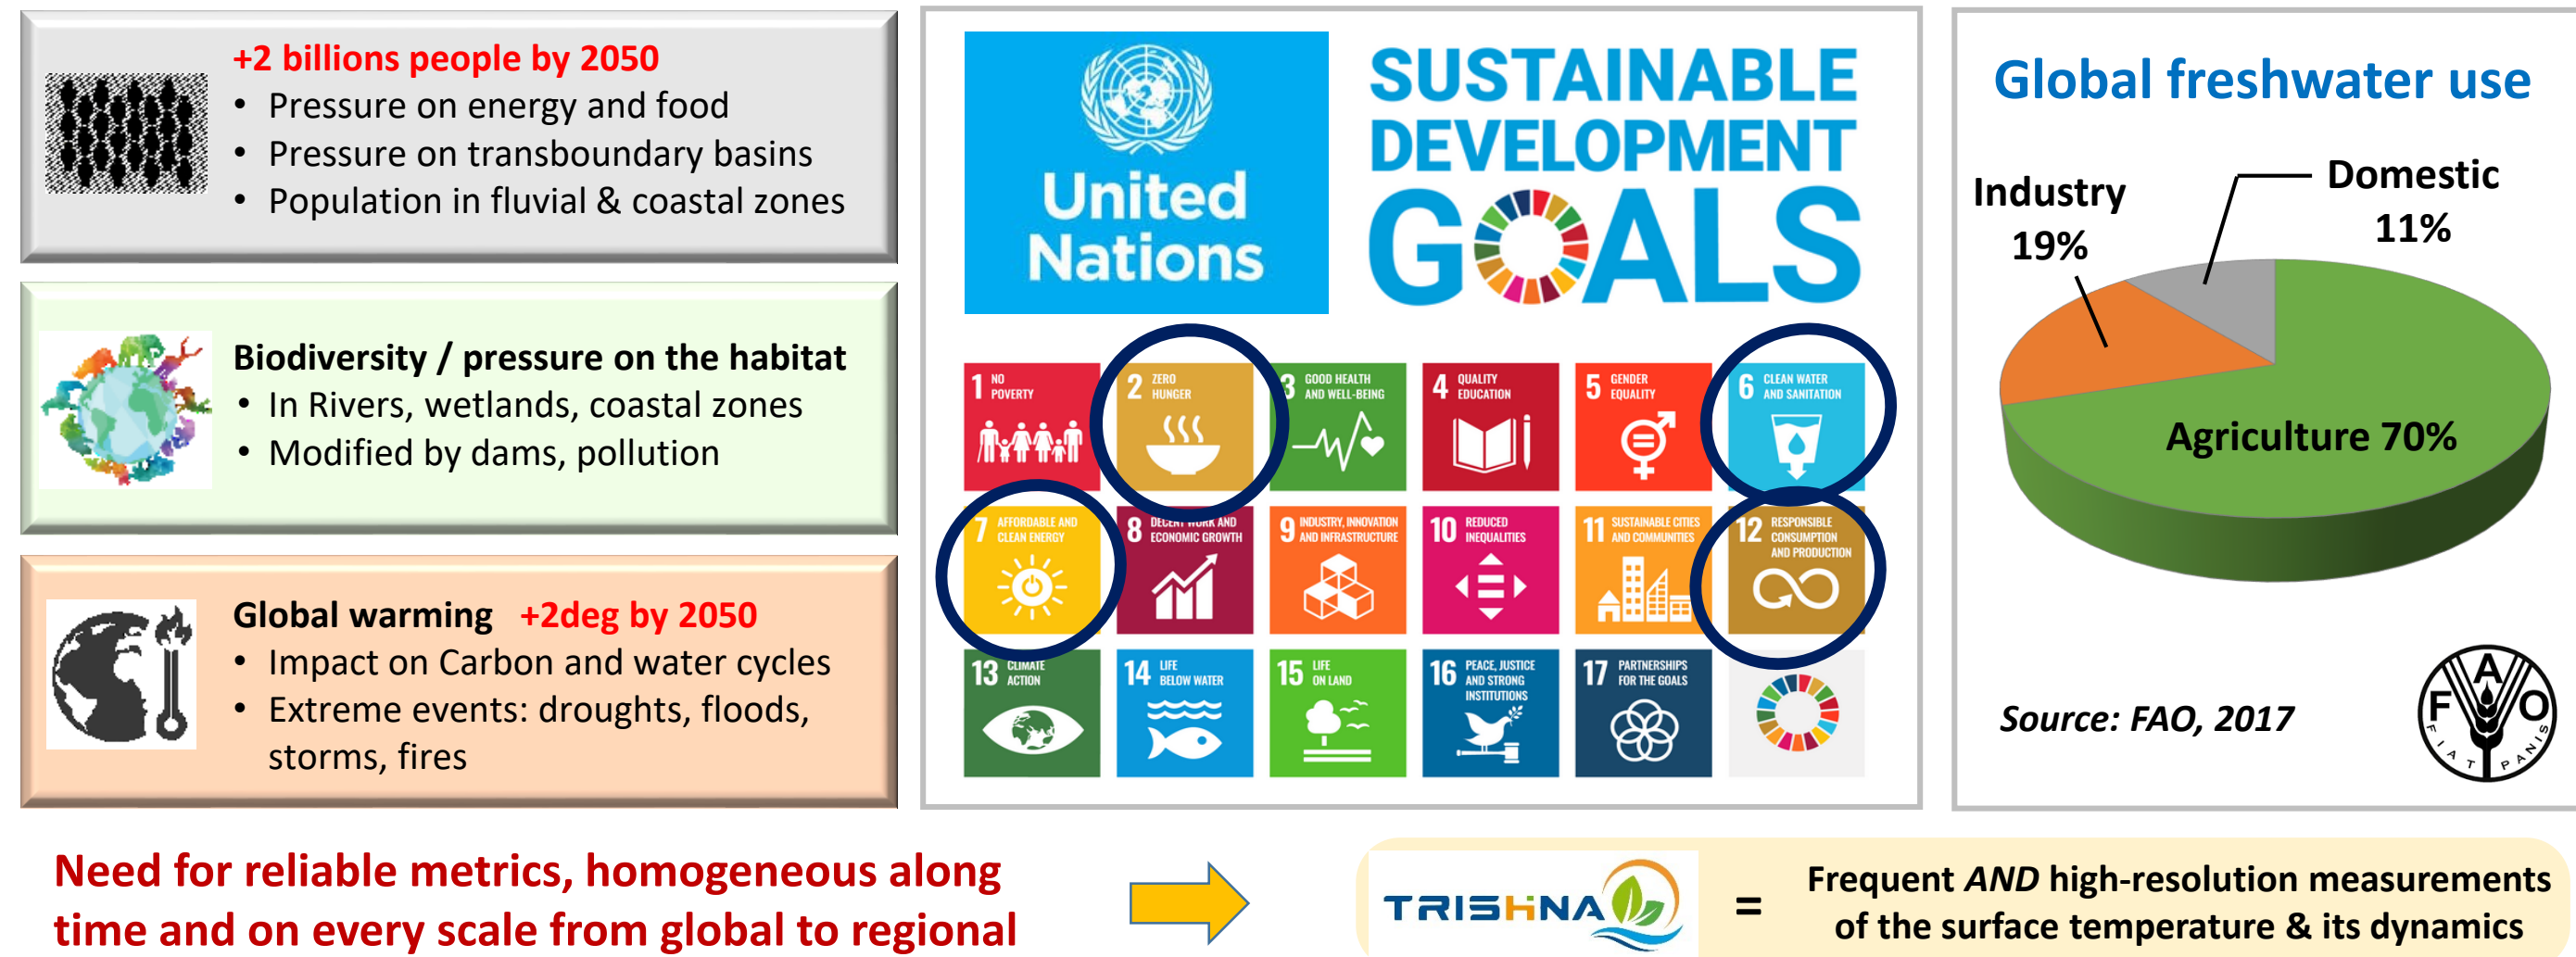 +2 billions people by 2050
• Pressure on energy and food
• Pressure on transboundary basins
• Population in fluvial & coastal zones
Biodiversity / pressure on the habitat
• In Rivers, wetlands, coastal zones
• Modified by dams, pollution
Global warming +2deg by 2050
• Impact on Carbon and water cycles
• Extreme events: droughts, floods,
storms, fires
United
Nations
SUSTAINABLE
DEVELOPMENT
GOALS
1 NO
POVERTY
2 ZERO
HUNGER
3 GOOD HEALTH
AND WELL-BEING
4 QUALITY
EDUCATION
5 GENDER
EQUALITY
6 CLEAN WATER
AND SANITATION
7 AFFORDABLE AND
CLEAN ENERGY
8 DECENT WORK AND
ECONOMIC GROWTH
9 INDUSTRY, INNOVATION
AND INFRASTRUCTURE
10 REDUCED
INEQUALITIES
11 SUSTAINABLE CITIES
AND COMMUNITIES
12 RESPONSIBLE
CONSUMPTION
AND PRODUCTION
13 CLIMATE
ACTION
14 LIFE
BELOW WATER
15 LIFE
ON LAND
16 PEACE, JUSTICE
AND STRONG
INSTITUTIONS
17 PARTNERSHIPS
FOR THE GOALS
Global freshwater use
Industry
19%
Domestic
11%
Agriculture 70%
Source: FAO, 2017
FAO
FIAT PANIS
Need for reliable metrics, homogeneous along
time and on every scale from global to regional
TRISHNA
=
Frequent AND high-resolution measurements
of the surface temperature & its dynamics